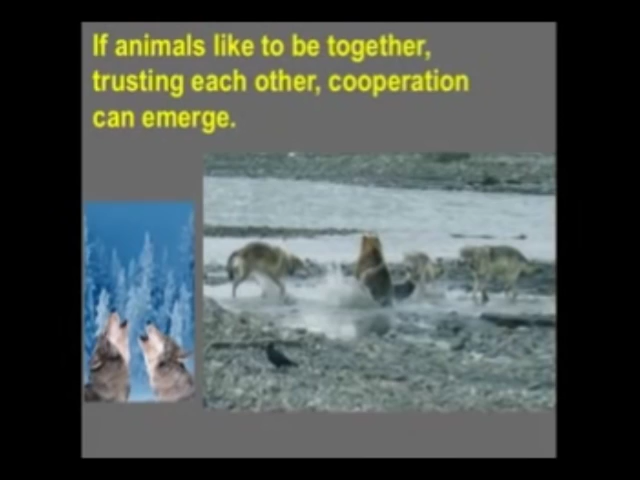 If animals like to be together,
trusting each other, cooperation
can emerge.